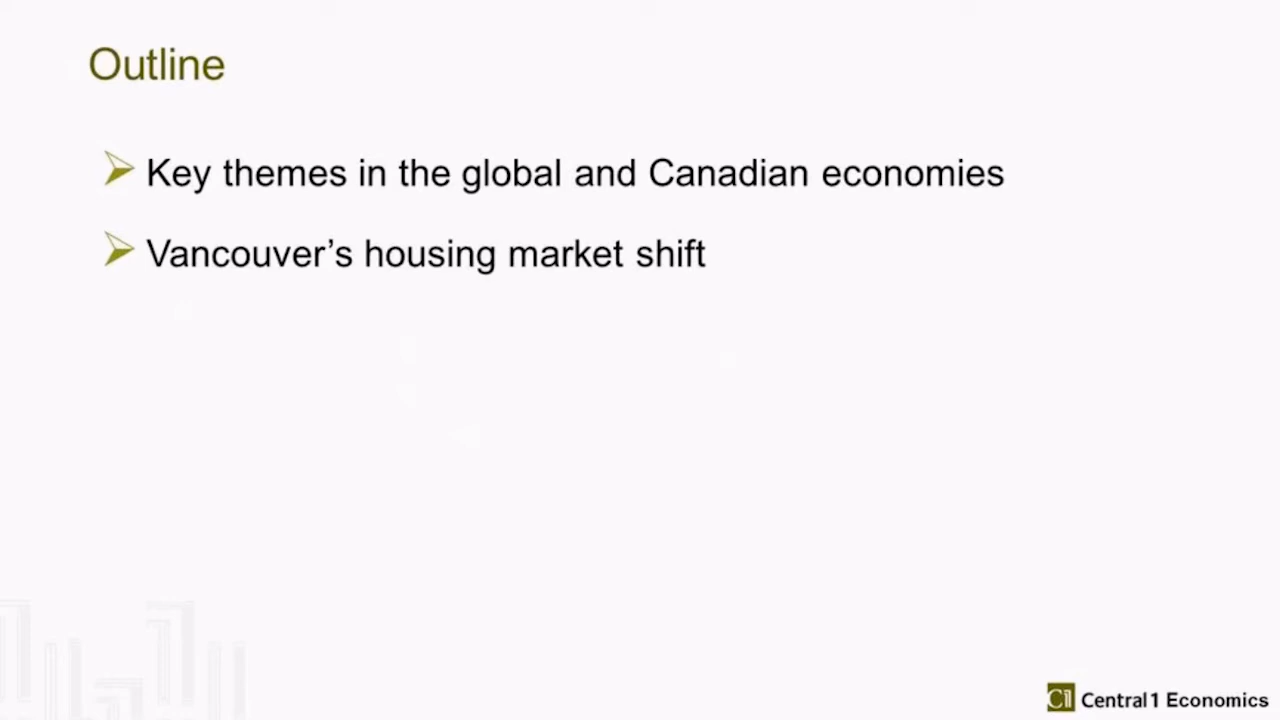 Outline
Key themes in the global and Canadian economies
Vancouver’s housing market shift
C1 Central 1 Economics